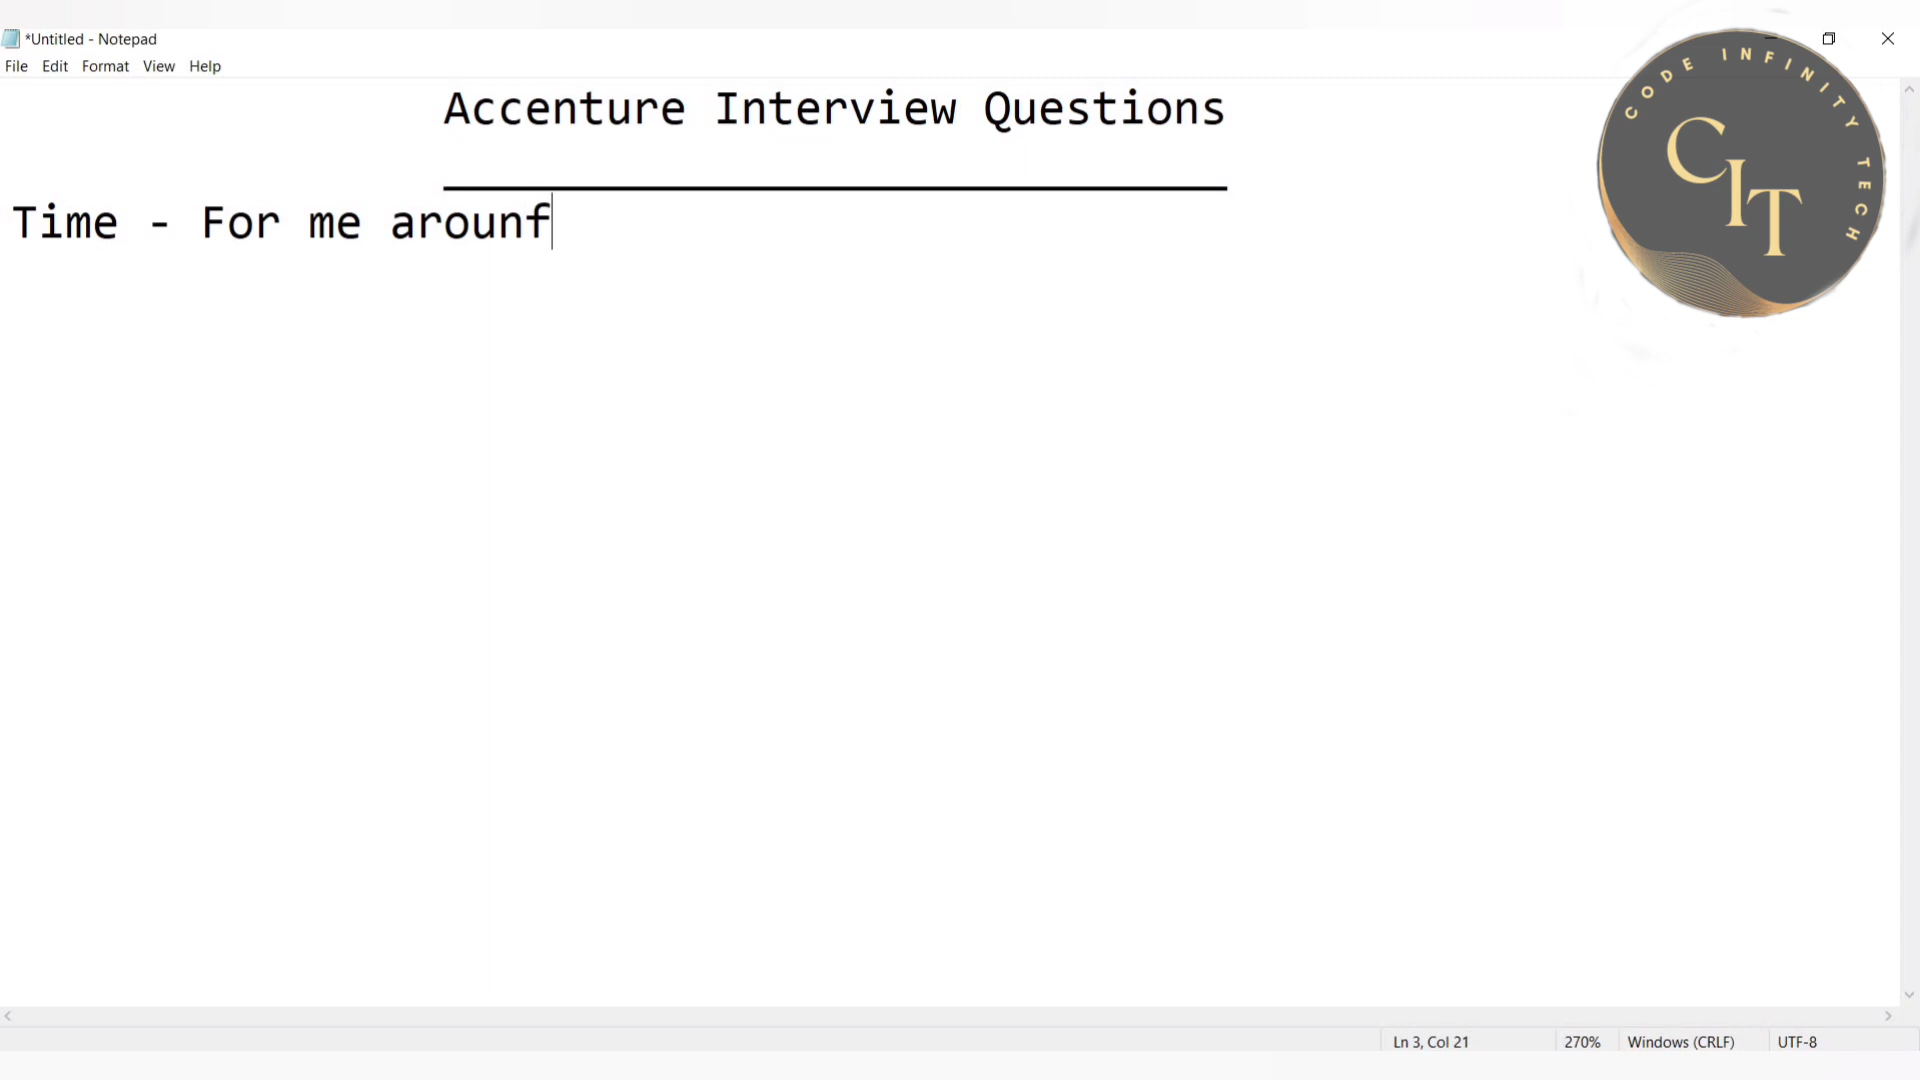 *Untitled - Notepad
File Edit Format View Help
Accenture Interview Questions
Time - For me arounf
CODE INFINITY TECH
CIT
Ln 3, Col 21 270% Windows (CRLF) UTF-8